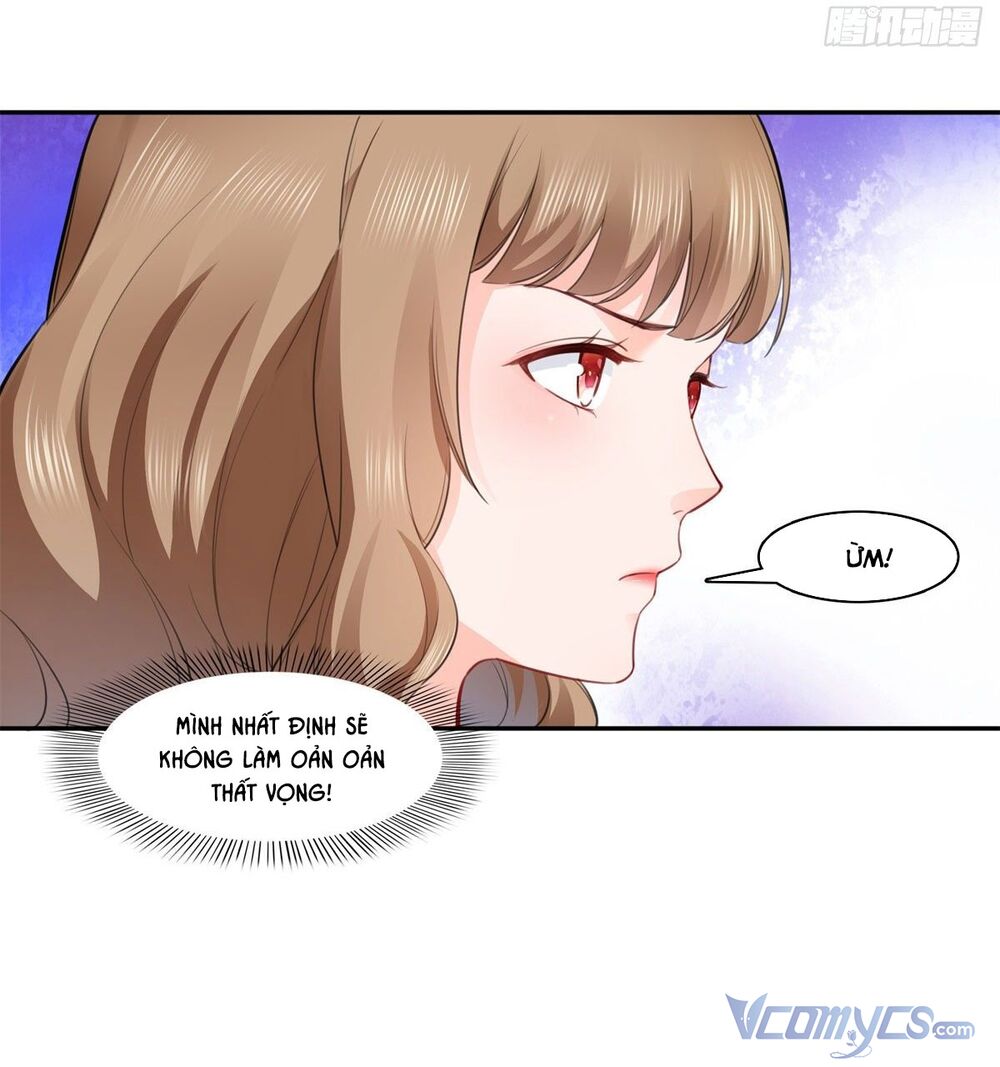 腾讯动漫
ỪM!
MÌNH NHẤT ĐỊNH SẼ
KHÔNG LÀM OẢN OẢN
THẤT VỌNG!
VCOMYCS.com